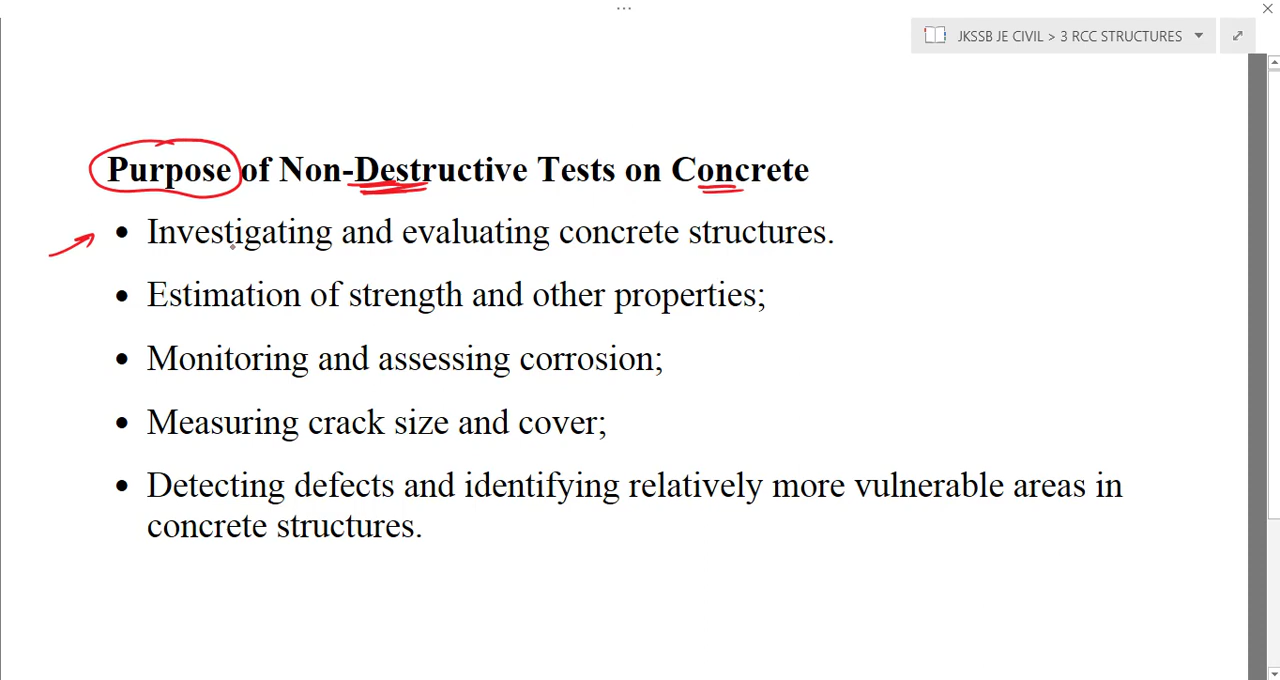 JKSSB JE CIVIL > 3 RCC STRUCTURES
Purpose of Non-Destructive Tests on Concrete
• Investigating and evaluating concrete structures.
• Estimation of strength and other properties;
• Monitoring and assessing corrosion;
• Measuring crack size and cover;
• Detecting defects and identifying relatively more vulnerable areas in
concrete structures.